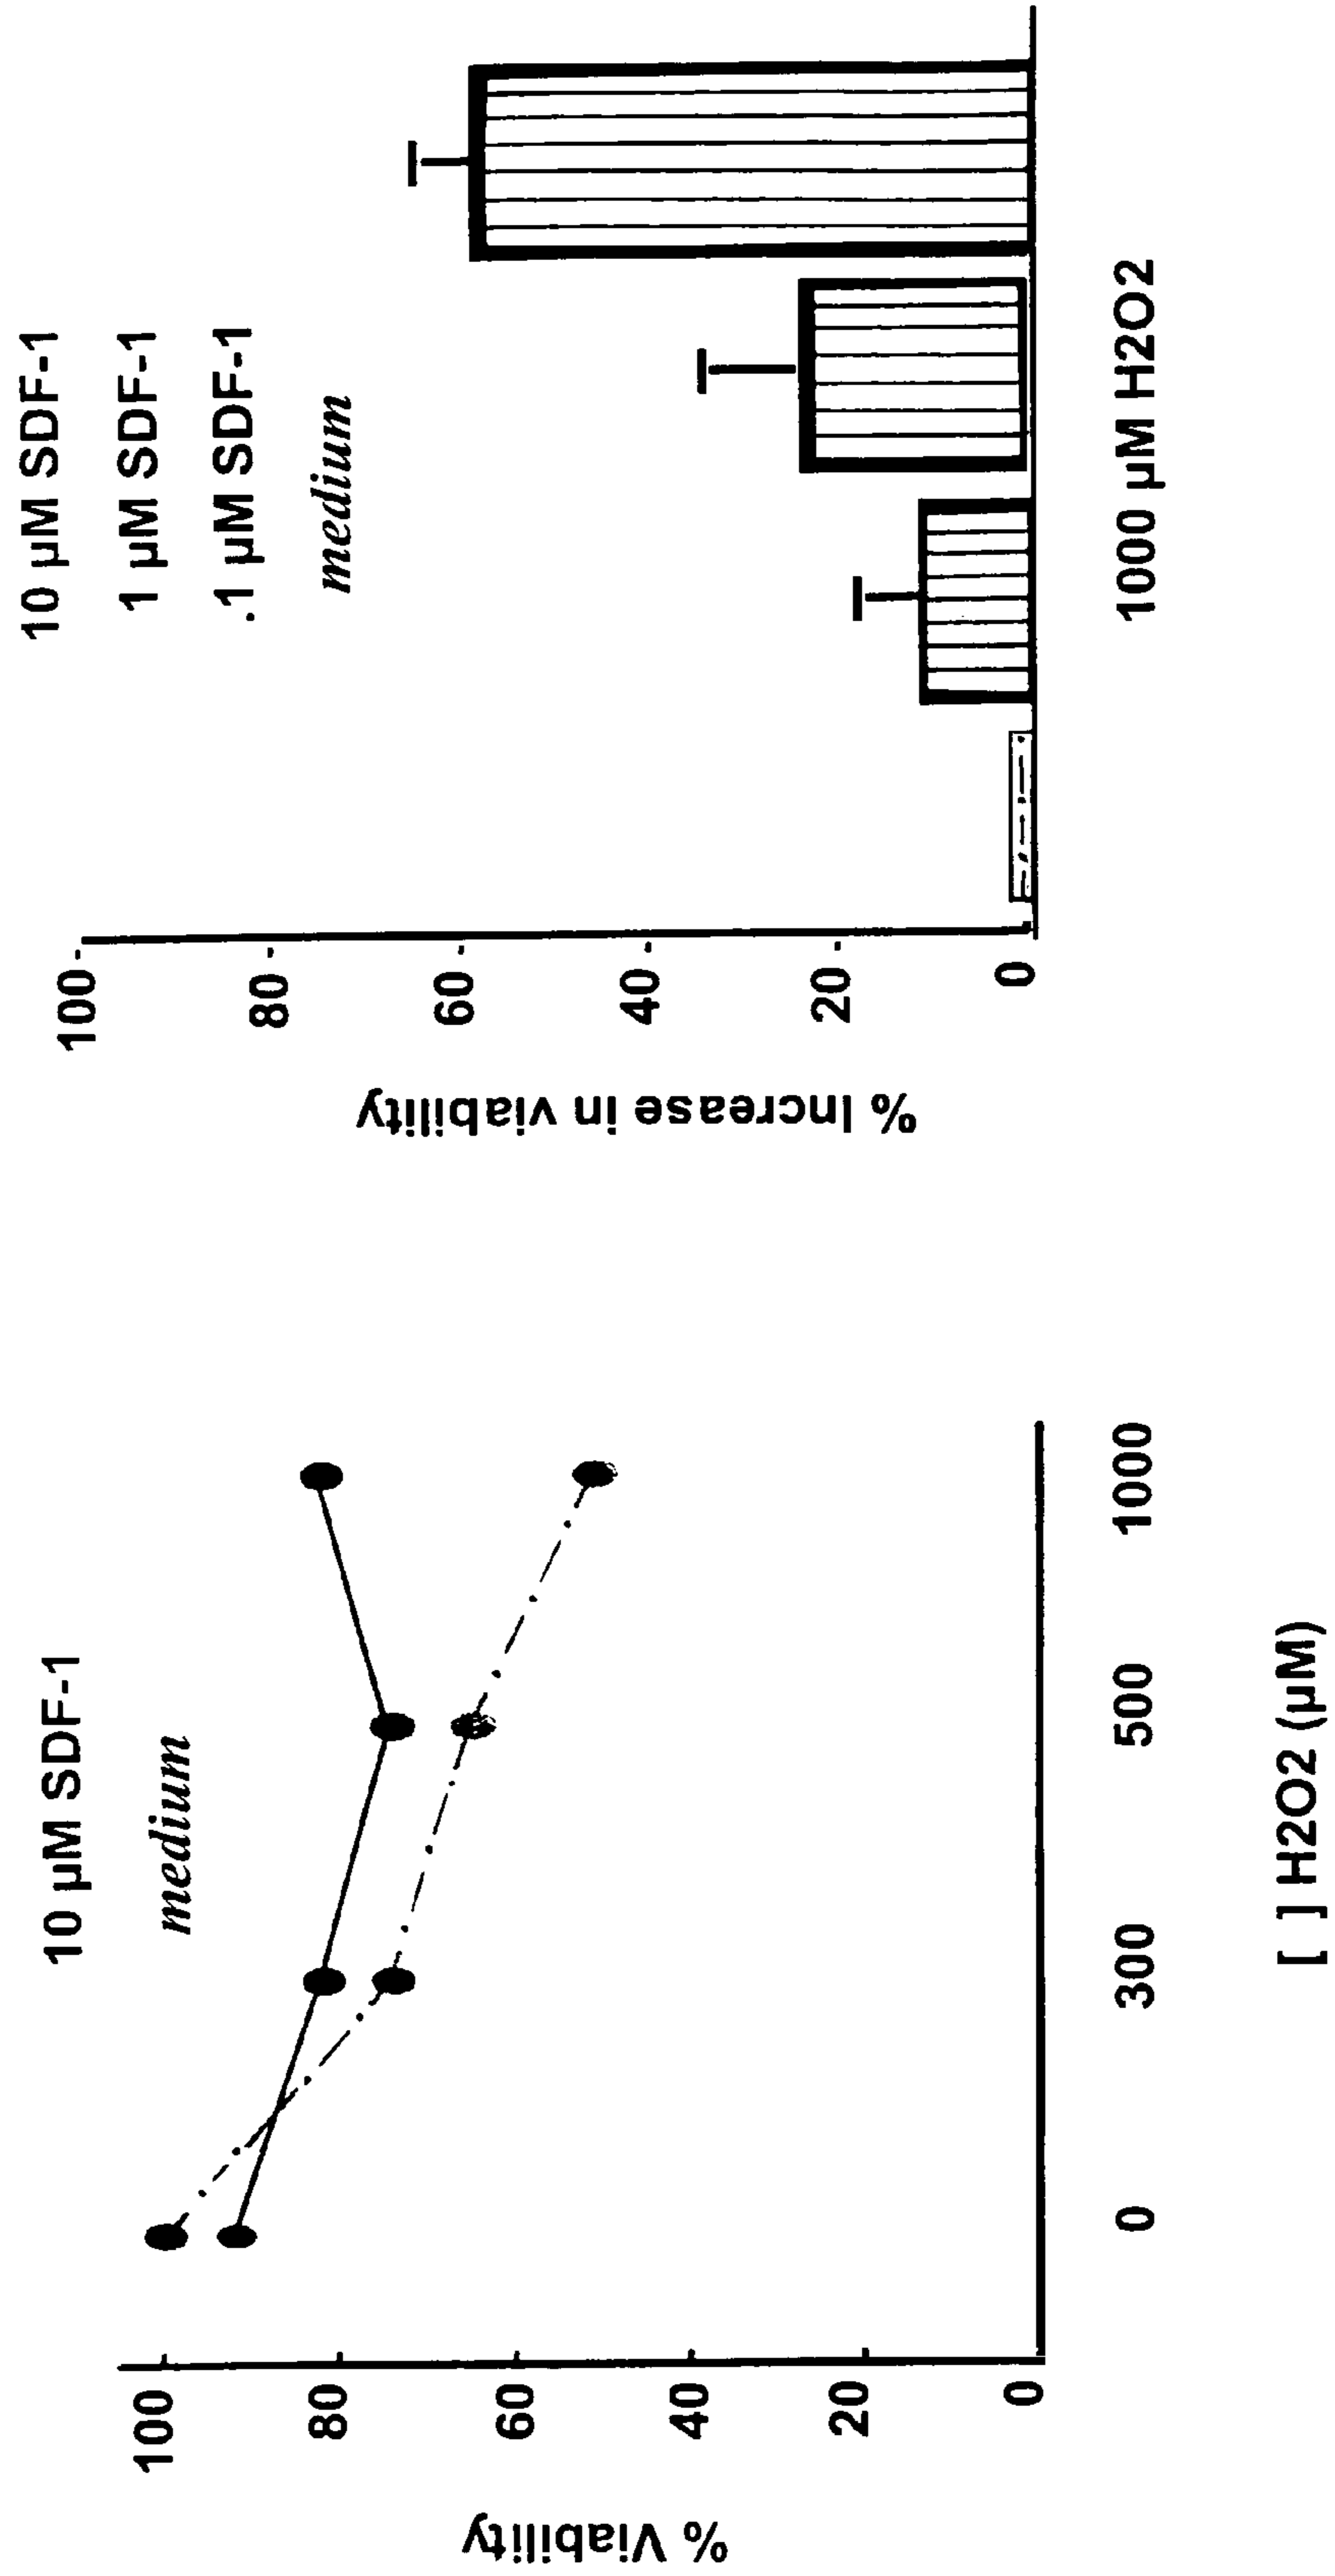 10 µM SDF-1
medium
% Viability
100
80
60
40
20
0
0 300 500 1000
[ ] H2O2 (µM)
10 µM SDF-1
1 µM SDF-1
.1 µM SDF-1
medium
% Increase in viability
100
80
60
40
20
0
1000 µM H2O2